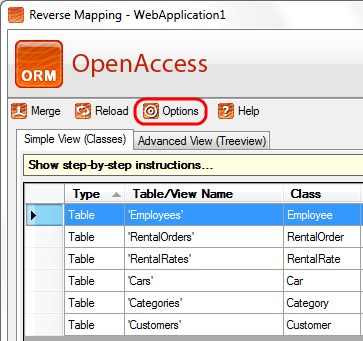 Reverse Mapping - WebApplication1
ORM OpenAccess
Merge Reload Options Help
Simple View (Classes) Advanced View (Treeview)
Show step-by-step instructions...
Type Table/View Name Class
Table 'Employees' Employee
Table 'RentalOrders' RentalOrder
Table 'RentalRates' RentalRate
Table 'Cars' Car
Table 'Categories' Category
Table 'Customers' Customer